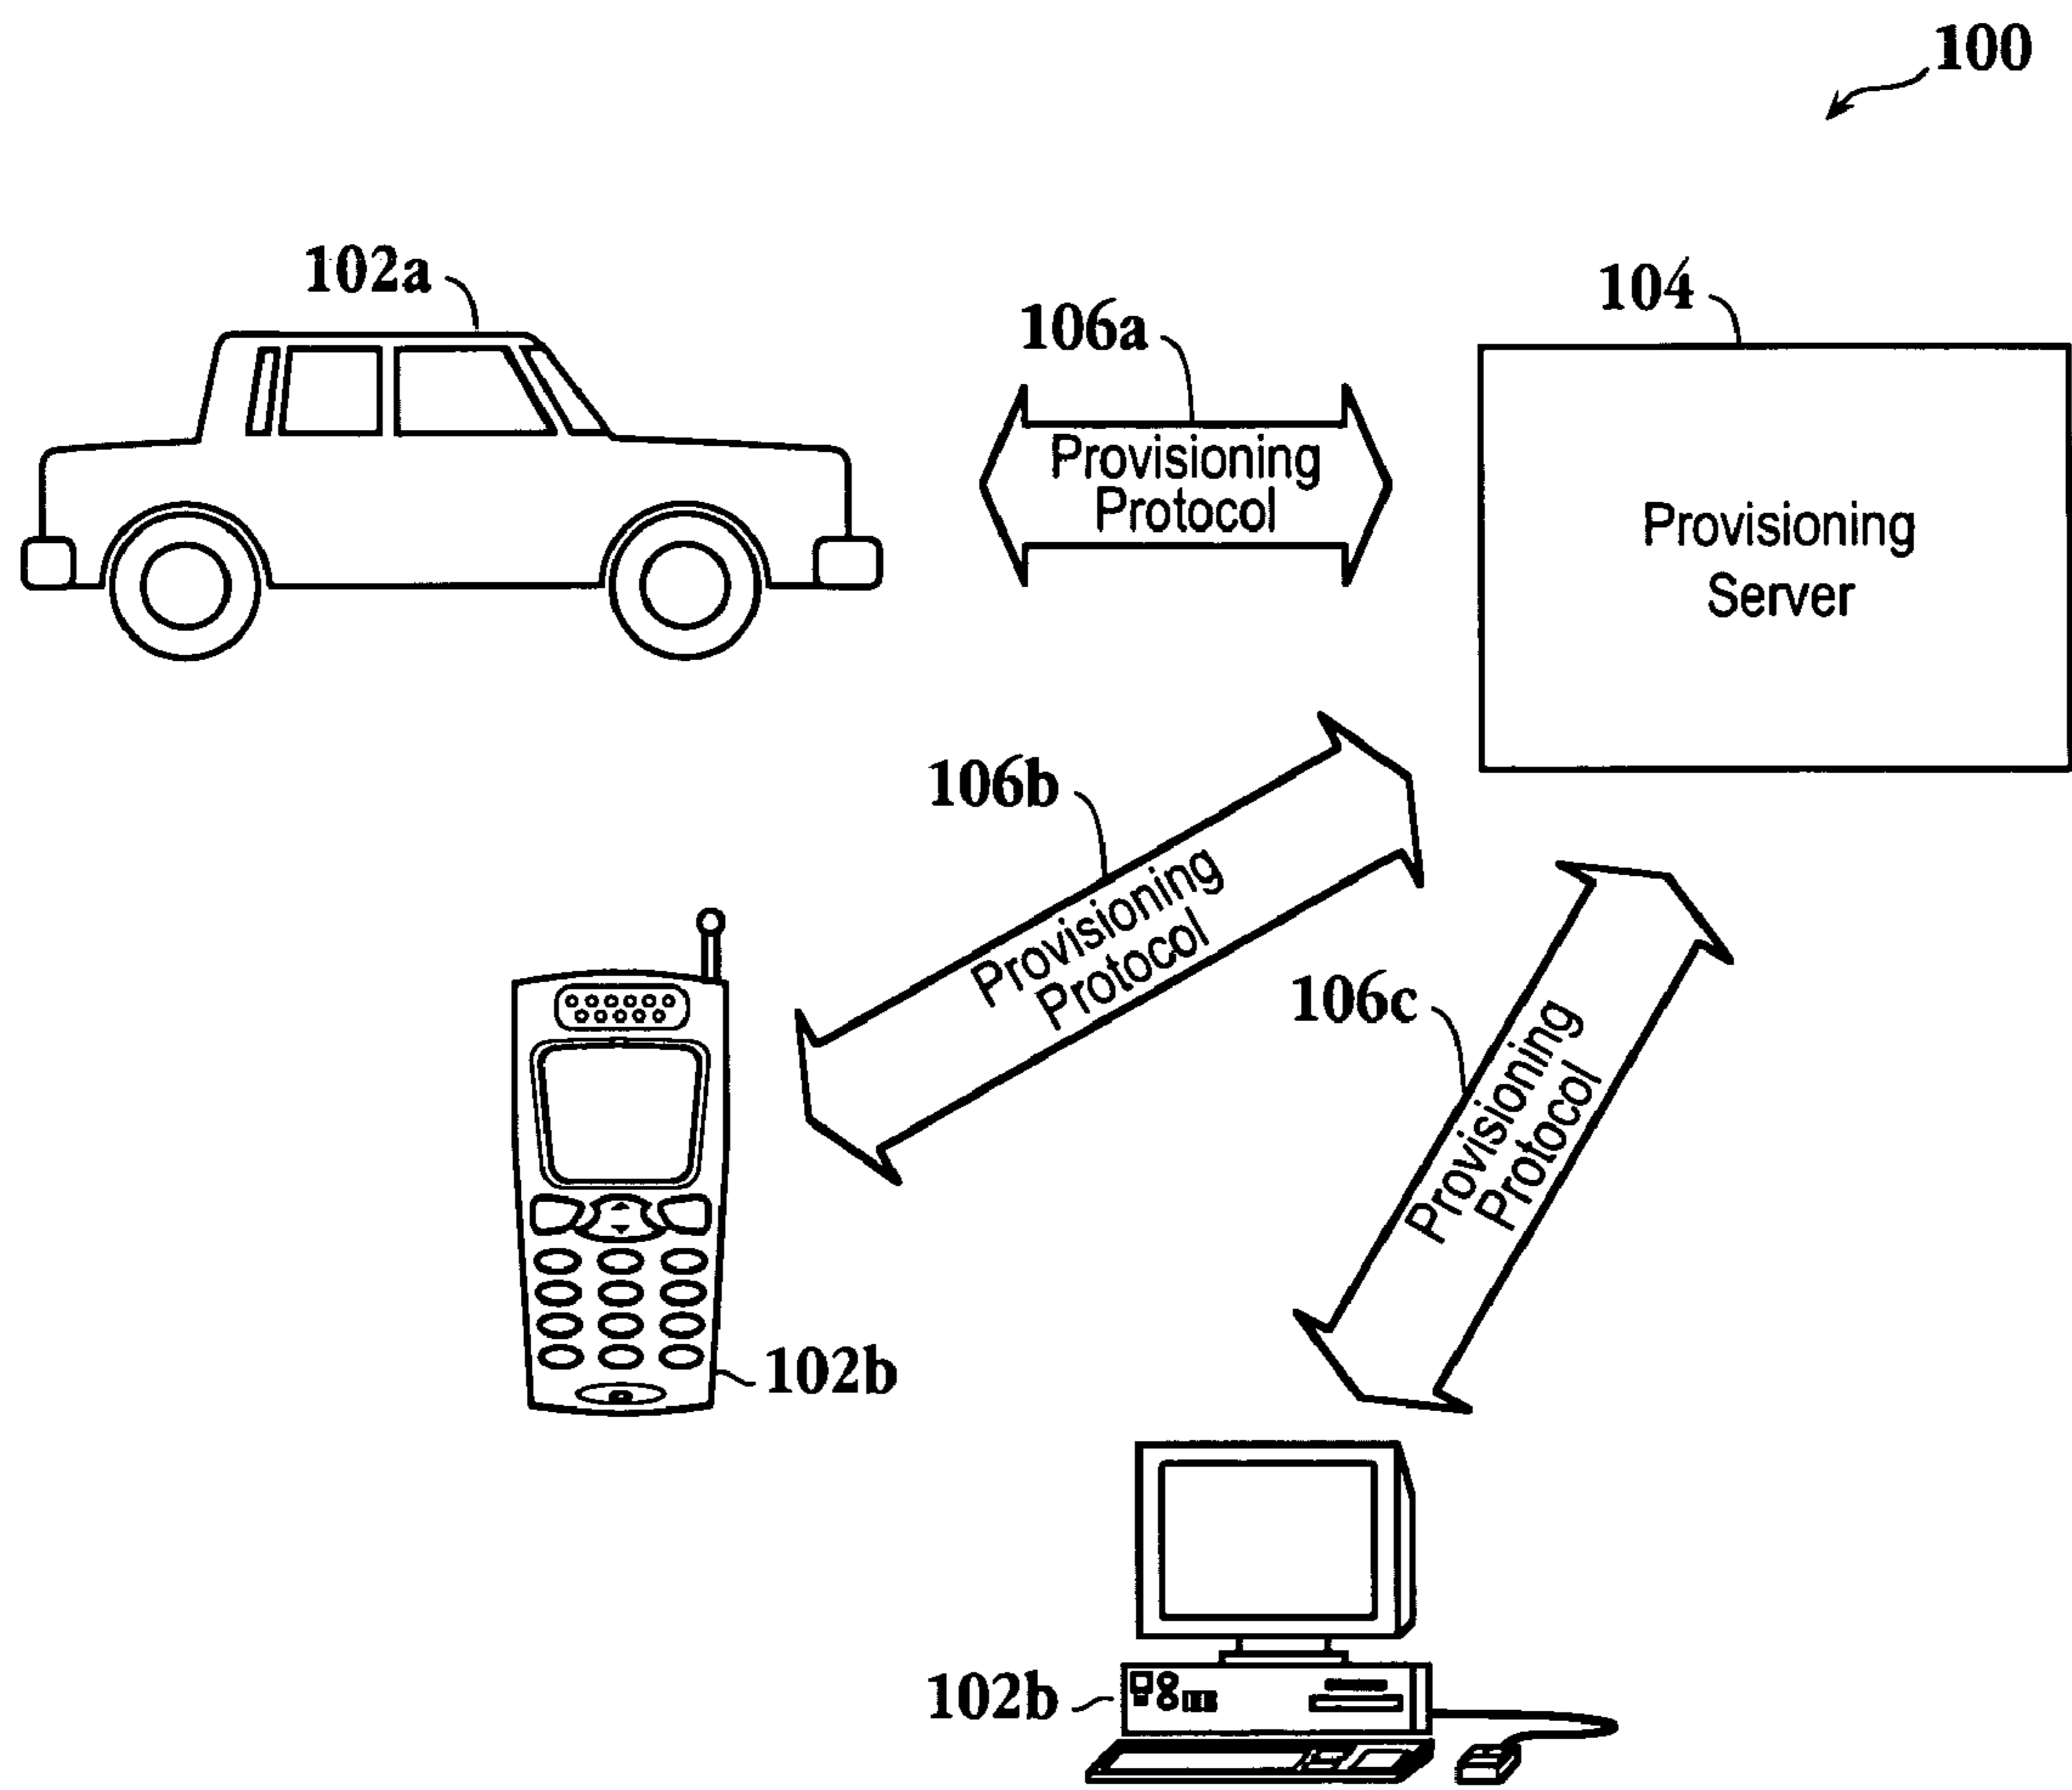 100
102a
106a
104
Provisioning
Protocol
Provisioning
Server
106b
Provisioning
Protocol
106c
Provisioning
Protocol
102b
102b